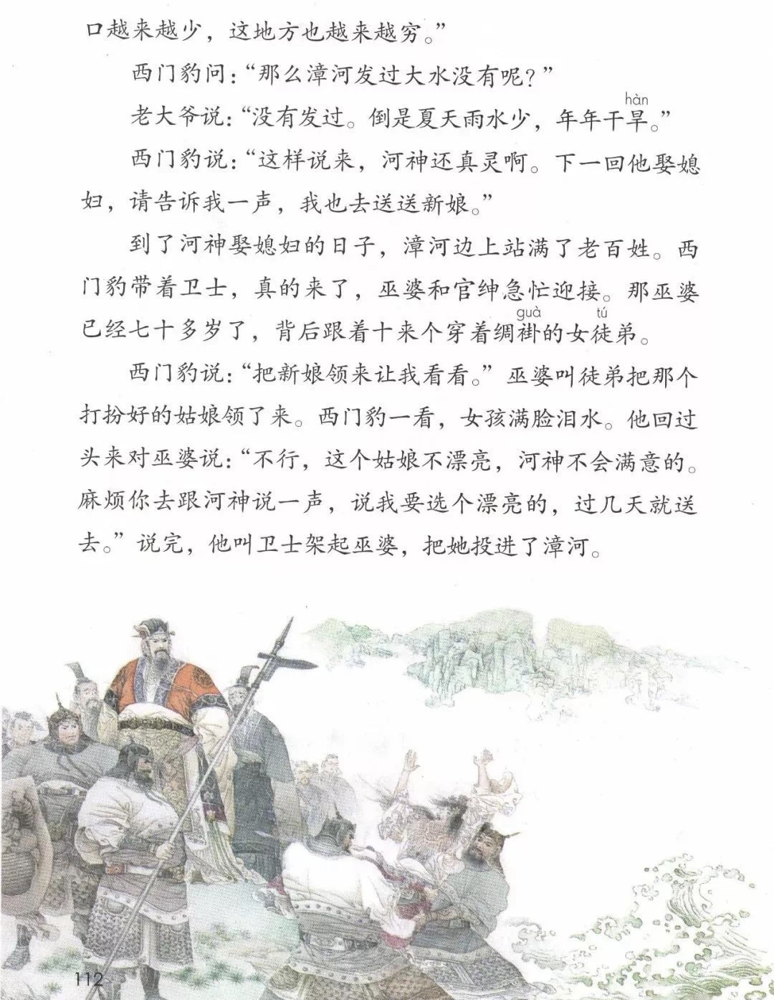 口越来越少，这地方也越来越穷。”
西门豹问：“那么漳河发过大水没有呢？”
hàn
老大爷说：“没有发过。倒是夏天雨水少，年年干旱。”
西门豹说：“这样说来，河神还真灵啊。下一回他娶媳
妇，请告诉我一声，我也去送送新娘。”
到了河神娶媳妇的日子，漳河边上站满了老百姓。西
门豹带着卫士，真的来了，巫婆和官绅急忙迎接。那巫婆
guà tú
已经七十多岁了，背后跟着十来个穿着绸褂的女徒弟。
西门豹说：“把新娘领来让我看看。”巫婆叫徒弟把那个
打扮好的姑娘领了来。西门豹一看，女孩满脸泪水。他回过
头来对巫婆说：“不行，这个姑娘不漂亮，河神不会满意的。
麻烦你去跟河神说一声，说我要选个漂亮的，过几天就送
去。”说完，他叫卫士架起巫婆，把她投进了漳河。
112